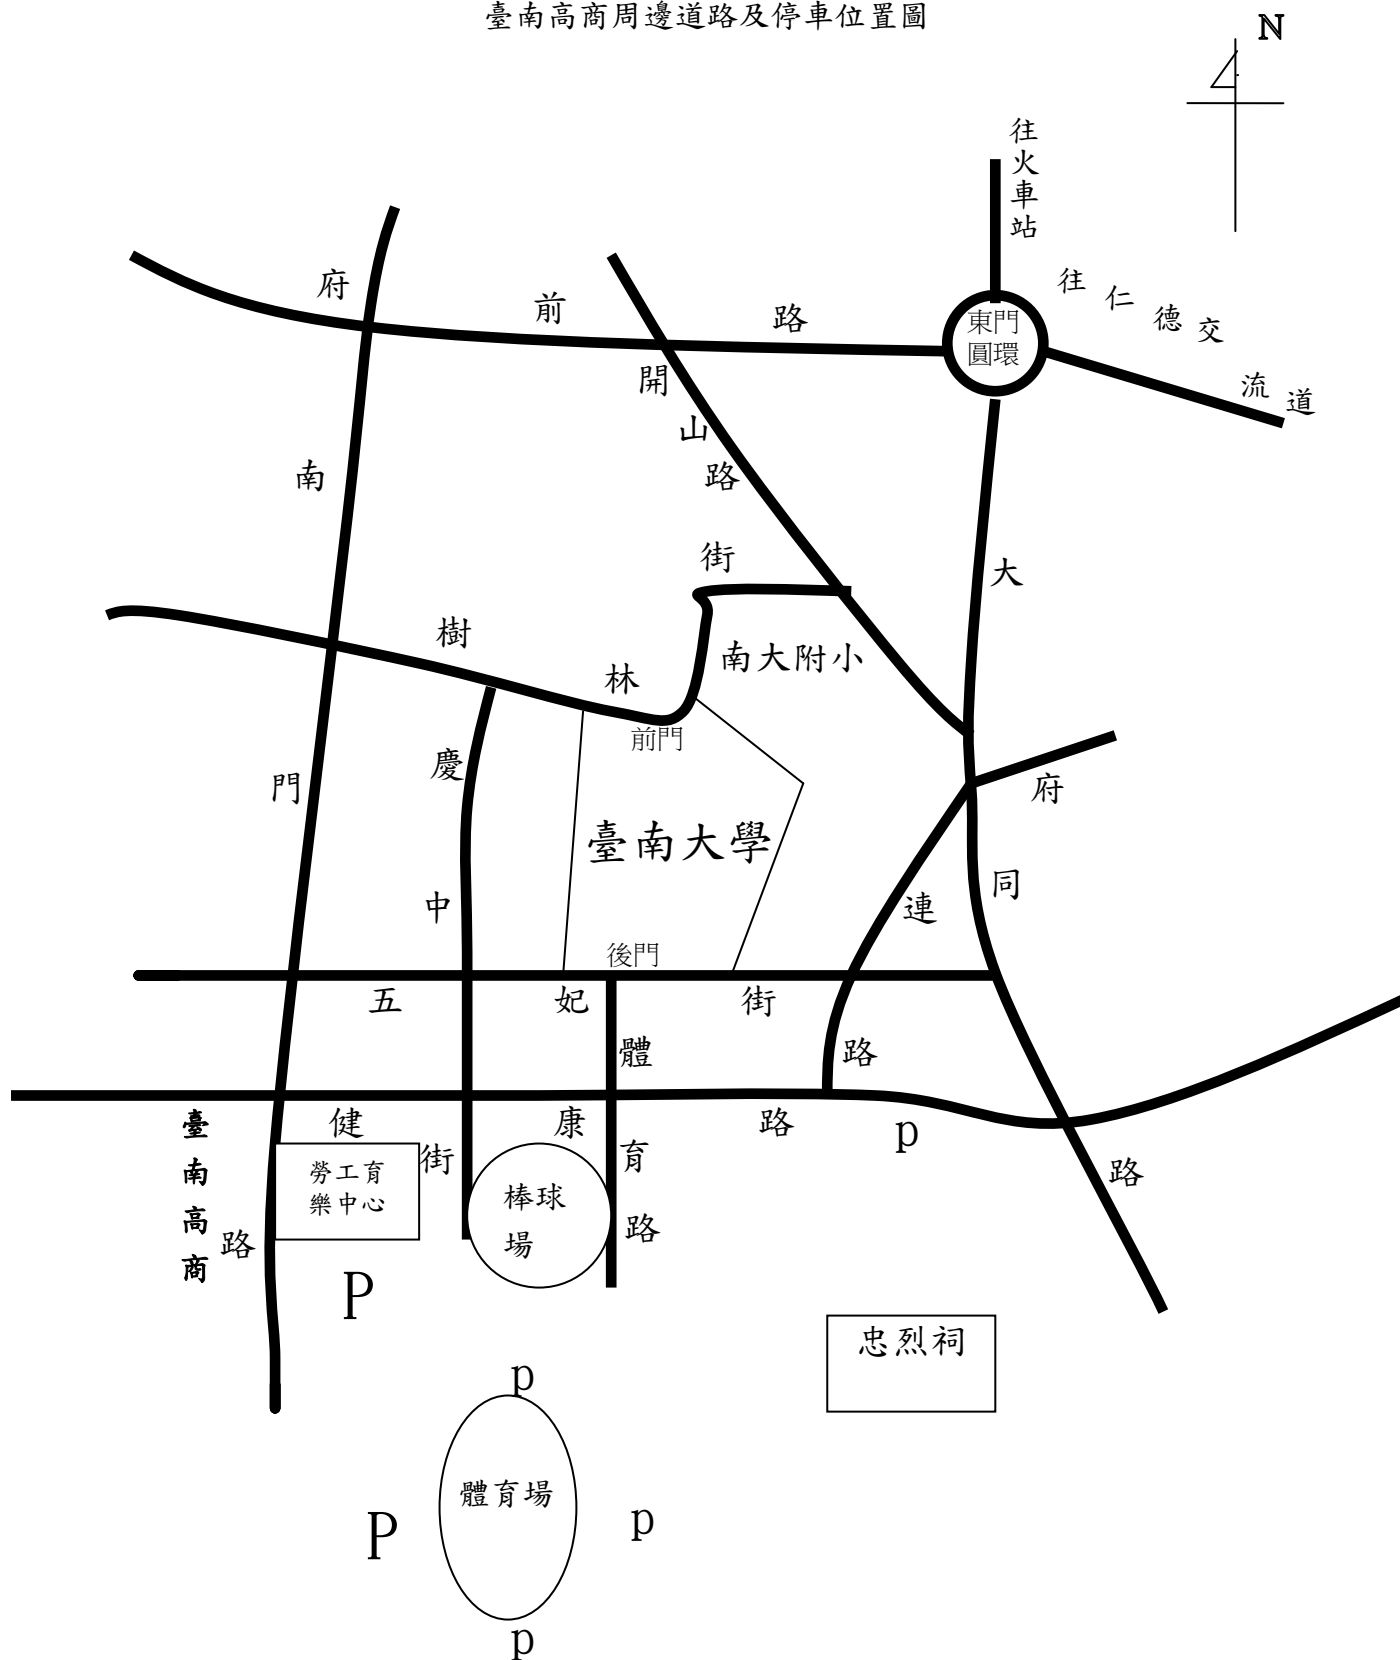 臺南高商周邊道路及停車位置圖
N
往火車站
往仁德交流道
府前路
東門
圓環
開山路
南門路
大同路
樹林街
南大附小
前門
慶中街
臺南大學
府連路
後門
五妃街
體育路
健康路
p
臺南高商
勞工育
樂中心
棒球
場
P
忠烈祠
p
體育場
P
p
p